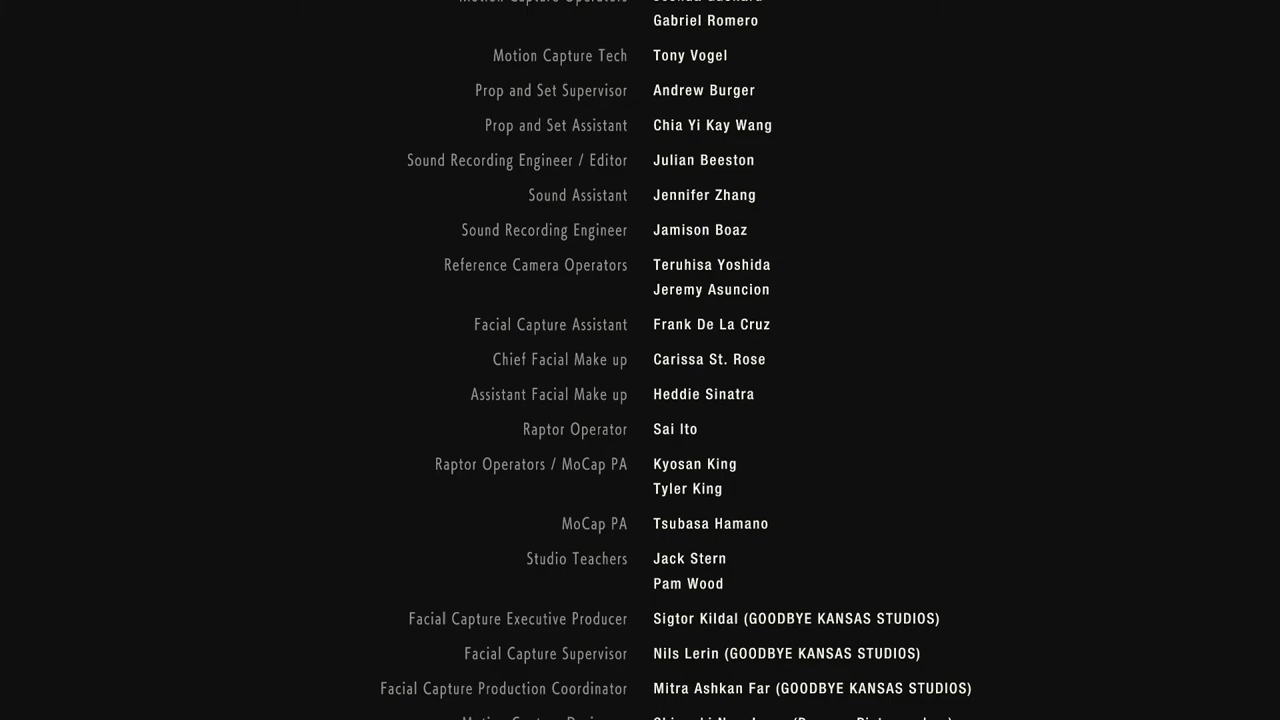 Gabriel Romero
Motion Capture Tech Tony Vogel
Prop and Set Supervisor Andrew Burger
Prop and Set Assistant Chia Yi Kay Wang
Sound Recording Engineer / Editor Julian Beeston
Sound Assistant Jennifer Zhang
Sound Recording Engineer Jamison Boaz
Reference Camera Operators Teruhisa Yoshida
Jeremy Asuncion
Facial Capture Assistant Frank De La Cruz
Chief Facial Make up Carissa St. Rose
Assistant Facial Make up Heddie Sinatra
Raptor Operator Sai Ito
Raptor Operators / MoCap PA Kyosan King
Tyler King
MoCap PA Tsubasa Hamano
Studio Teachers Jack Stern
Pam Wood
Facial Capture Executive Producer Sigtor Kildal (GOODBYE KANSAS STUDIOS)
Facial Capture Supervisor Nils Lerin (GOODBYE KANSAS STUDIOS)
Facial Capture Production Coordinator Mitra Ashkan Far (GOODBYE KANSAS STUDIOS)